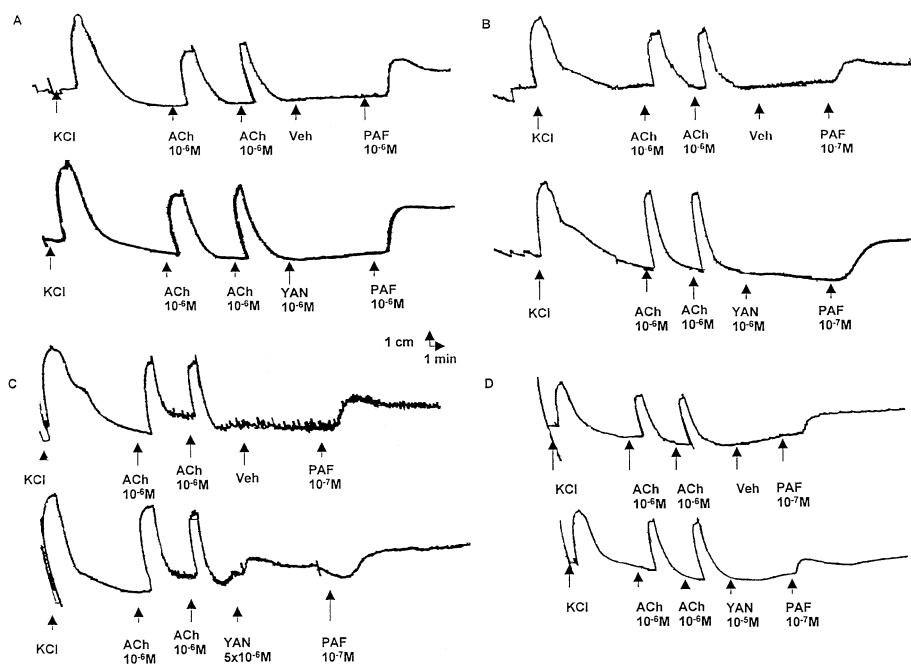 A
KCl
ACh
10⁻⁶M
ACh
10⁻⁶M
Veh
PAF
10⁻⁶M
KCl
ACh
10⁻⁶M
ACh
10⁻⁶M
YAN
10⁻⁶M
PAF
10⁻⁶M
B
KCl
ACh
10⁻⁶M
ACh
10⁻⁶M
Veh
PAF
10⁻⁷M
KCl
ACh
10⁻⁶M
ACh
10⁻⁶M
YAN
10⁻⁶M
PAF
10⁻⁷M
1 cm
1 min
C
KCl
ACh
10⁻⁶M
ACh
10⁻⁶M
Veh
PAF
10⁻⁷M
KCl
ACh
10⁻⁶M
ACh
10⁻⁶M
YAN
5x10⁻⁶M
PAF
10⁻⁷M
D
KCl
ACh
10⁻⁶M
ACh
10⁻⁶M
Veh
PAF
10⁻⁷M
KCl
ACh
10⁻⁶M
ACh
10⁻⁶M
YAN
10⁻⁵M
PAF
10⁻⁷M